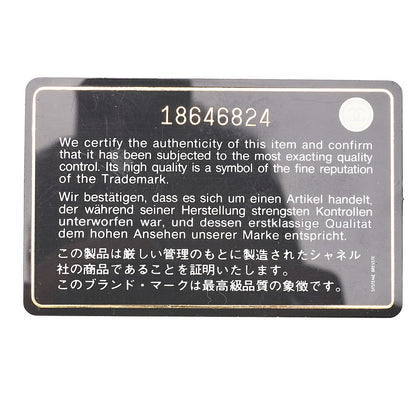 18646824
We certify the authenticity of this item and confirm
that it has been subjected to the most exacting quality
control. Its high quality is a symbol of the fine reputation
of the Trademark.
Wir bestätigen, dass es sich um einen Artikel handelt,
der während seiner Herstellung strengsten Kontrollen
unterworfen war, und dessen erstklassige Qualität
dem hohen Ansehen unserer Marke entspricht.
この製品は厳しい管理のもとに製造されたシャネル
社の商品であることを証明いたします。
このブランド・マークは最高級品質の象徴です。
SYSTEME BREVETE